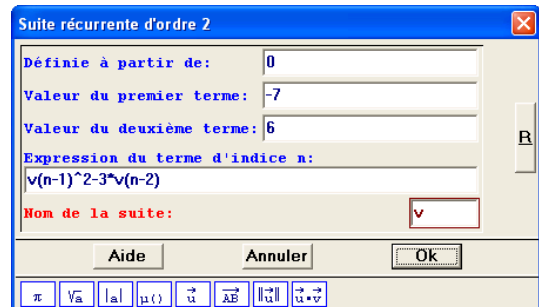 Suite récurrente d'ordre 2
Définie à partir de: 0
Valeur du premier terme: -7
Valeur du deuxième terme: 6
R
Expression du terme d'indice n:
v(n-1)^2-3*v(n-2)
Nom de la suite: v
Aide Annuler Ok
π √a |a| μ() u⃗ A͞B⃗ ‖u⃗‖ u⃗•v⃗